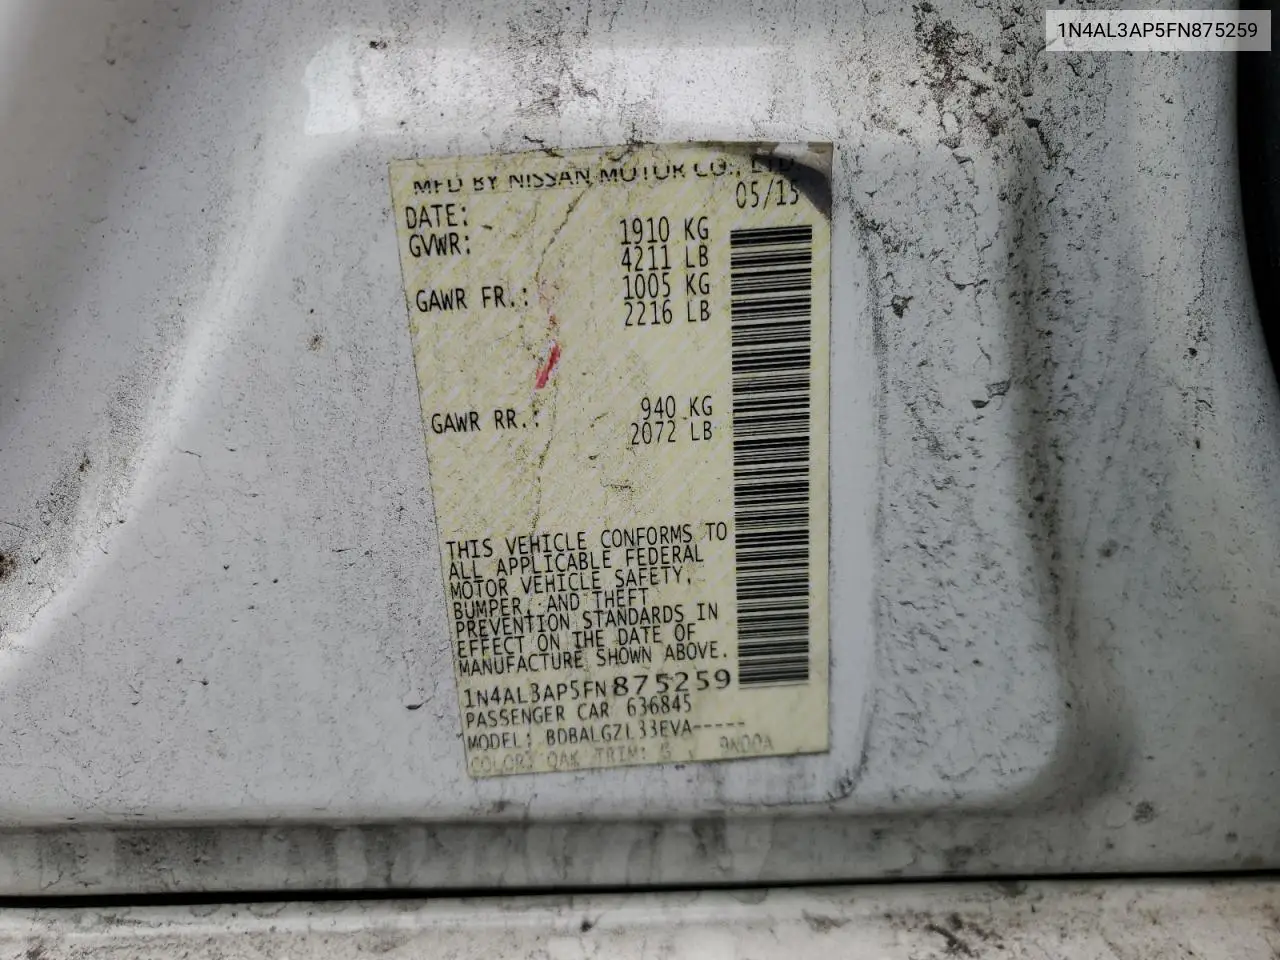 1N4AL3AP5FN875259
MFD BY NISSAN MOTOR CO., LTD
DATE: 05/15
GVWR: 1910 KG
4211 LB
GAWR FR.: 1005 KG
2216 LB
GAWR RR.: 940 KG
2072 LB
THIS VEHICLE CONFORMS TO
ALL APPLICABLE FEDERAL
MOTOR VEHICLE SAFETY,
BUMPER, AND THEFT
PREVENTION STANDARDS IN
EFFECT ON THE DATE OF
MANUFACTURE SHOWN ABOVE.
1N4AL3AP5FN875259
PASSENGER CAR 636845
MODEL: BDBALGZL33EVA-----
COLOR: QAK TRIM: G